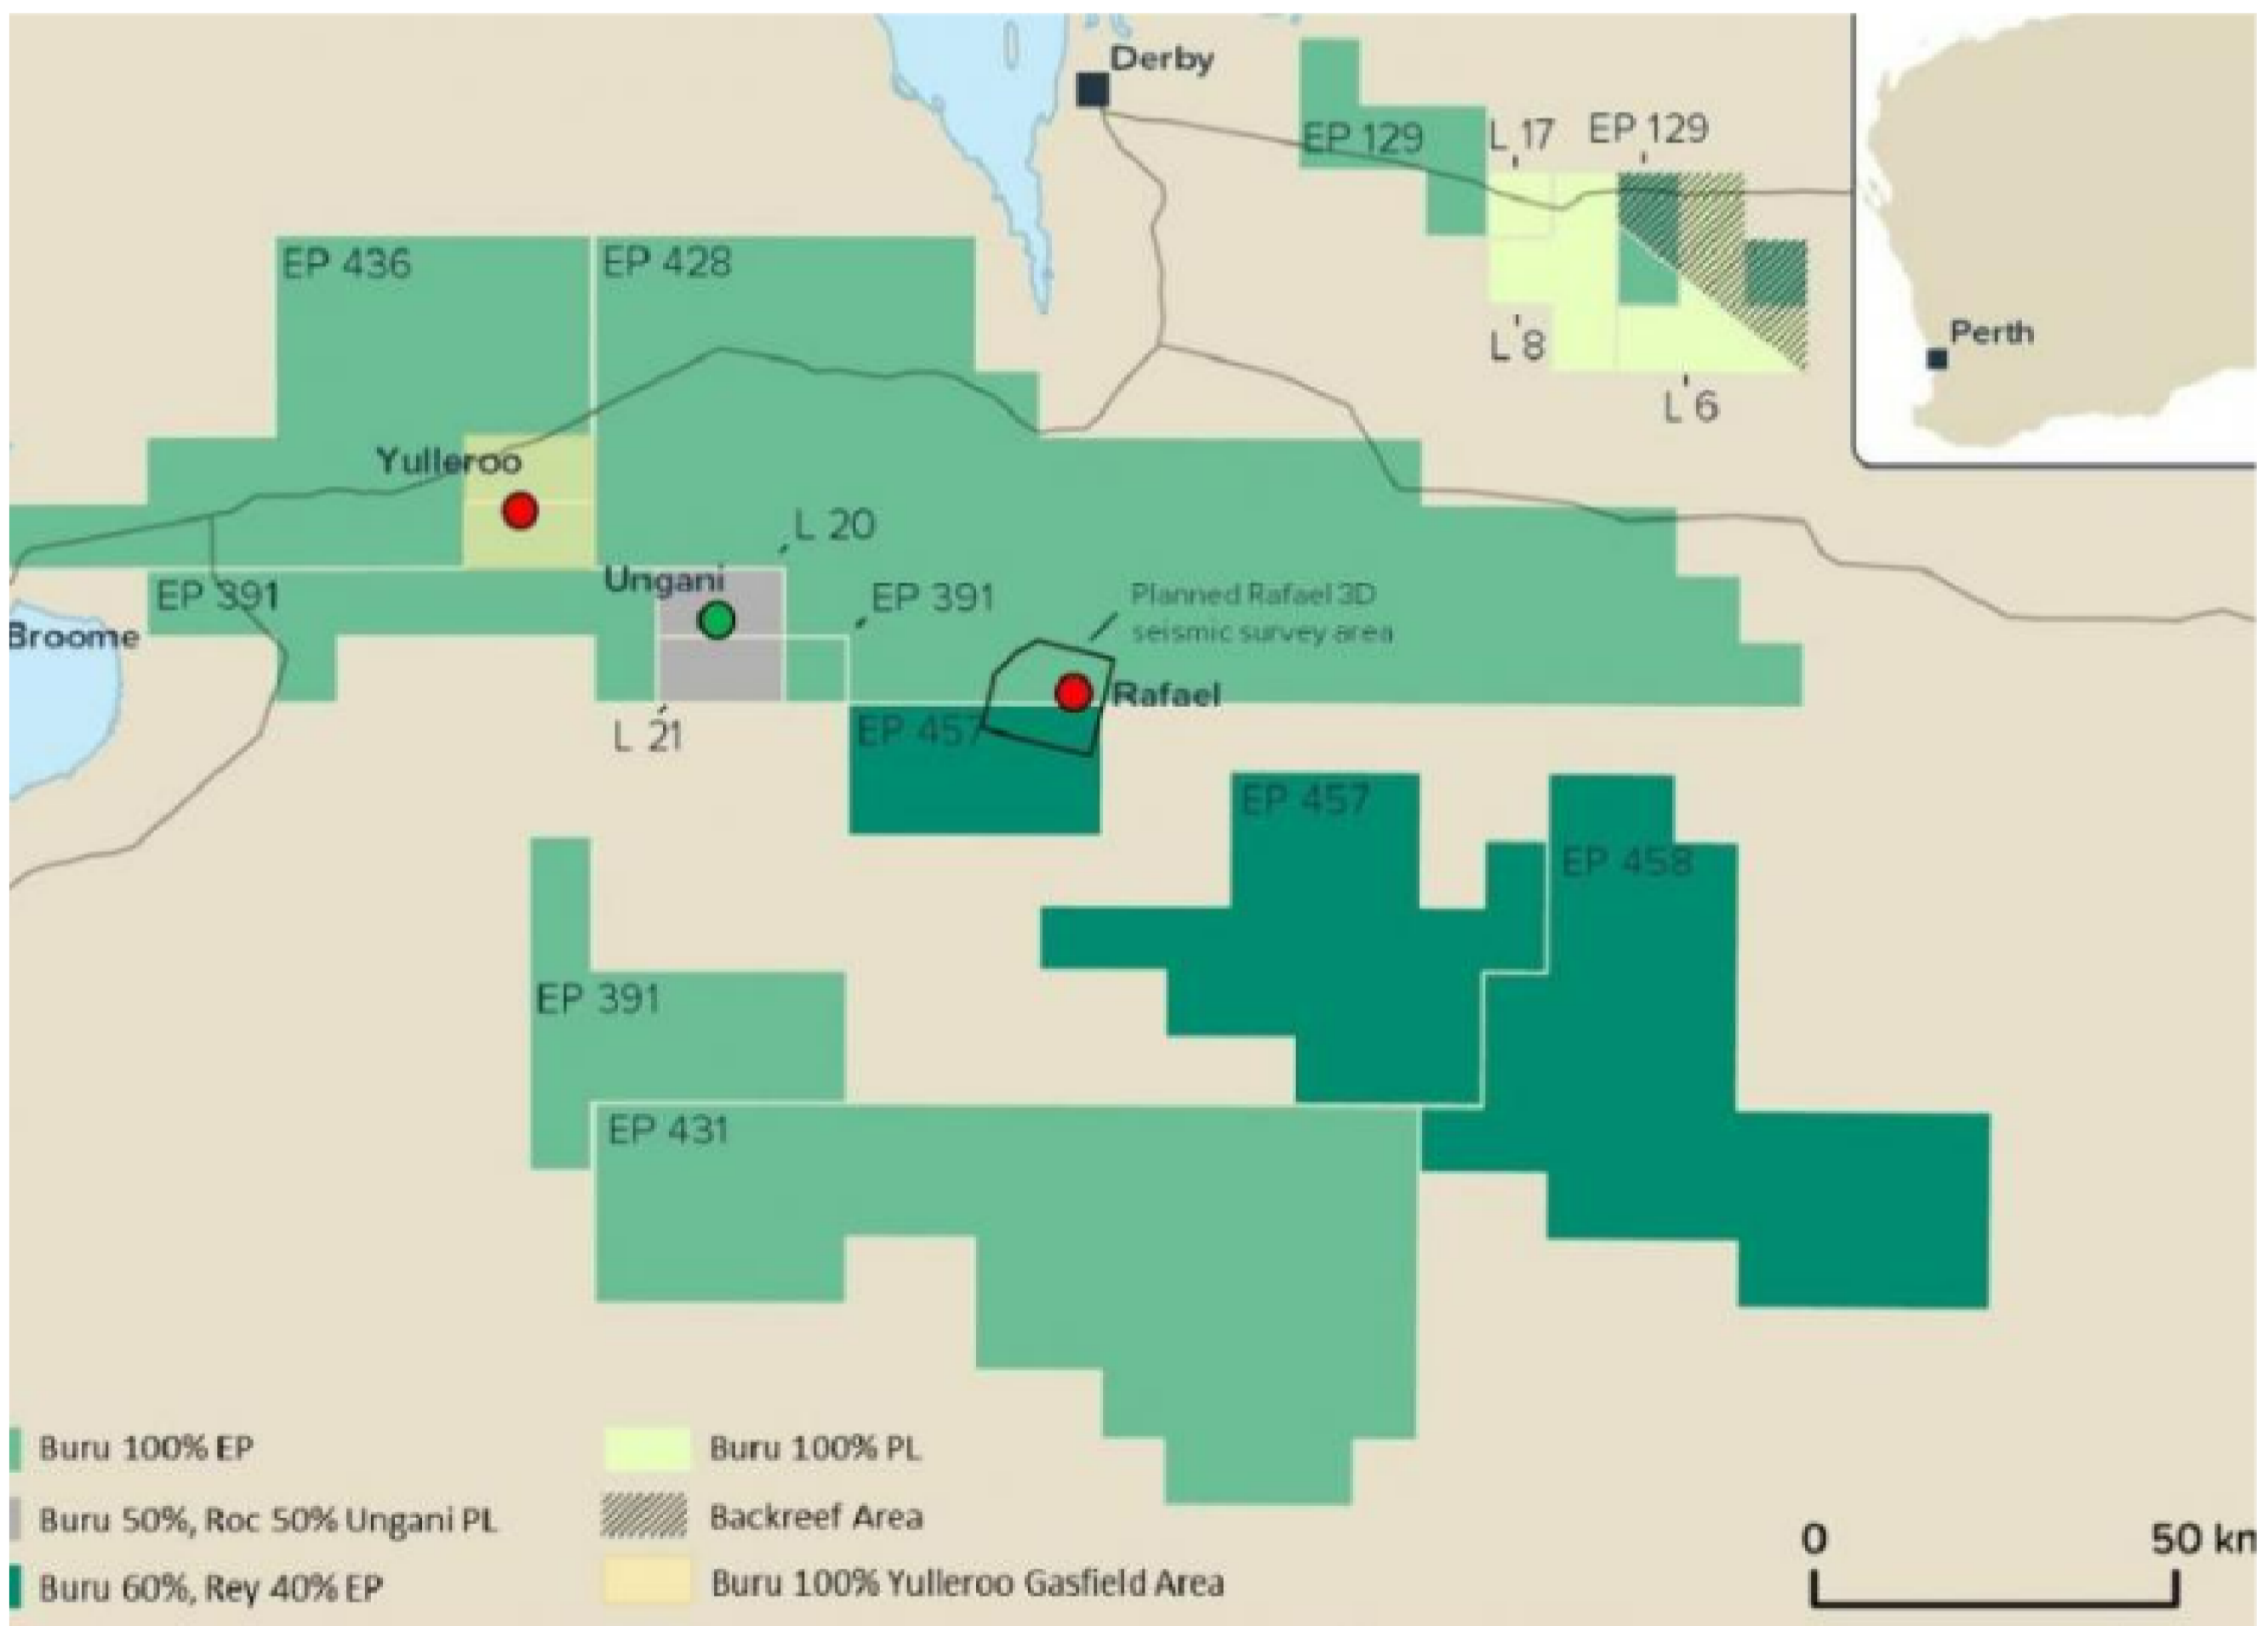 Derby
EP 129
L 17
EP 129
Perth
L 8
L 6
EP 436
EP 428
Yulleroo
L 20
Ungani
EP 391
EP 391
Planned Rafael 3D
seismic survey area
Broome
Rafael
L 21
EP 457
EP 457
EP 458
EP 391
EP 431
Buru 100% EP
Buru 50%, Roc 50% Ungani PL
Buru 60%, Rey 40% EP
Buru 100% PL
Backreef Area
Buru 100% Yulleroo Gasfield Area
0
50 km